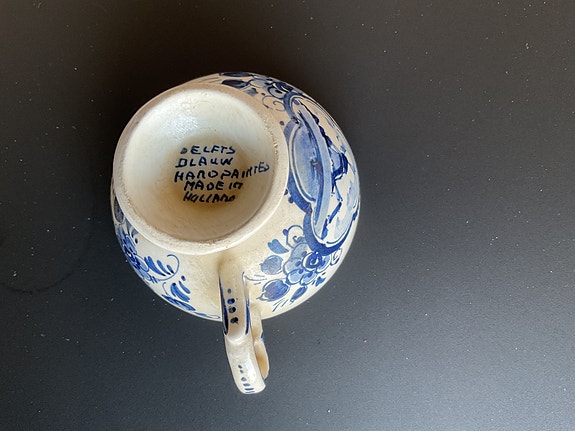 DELFTS
BLAUW
HANDPAINTED
MADE IN
HOLLAND